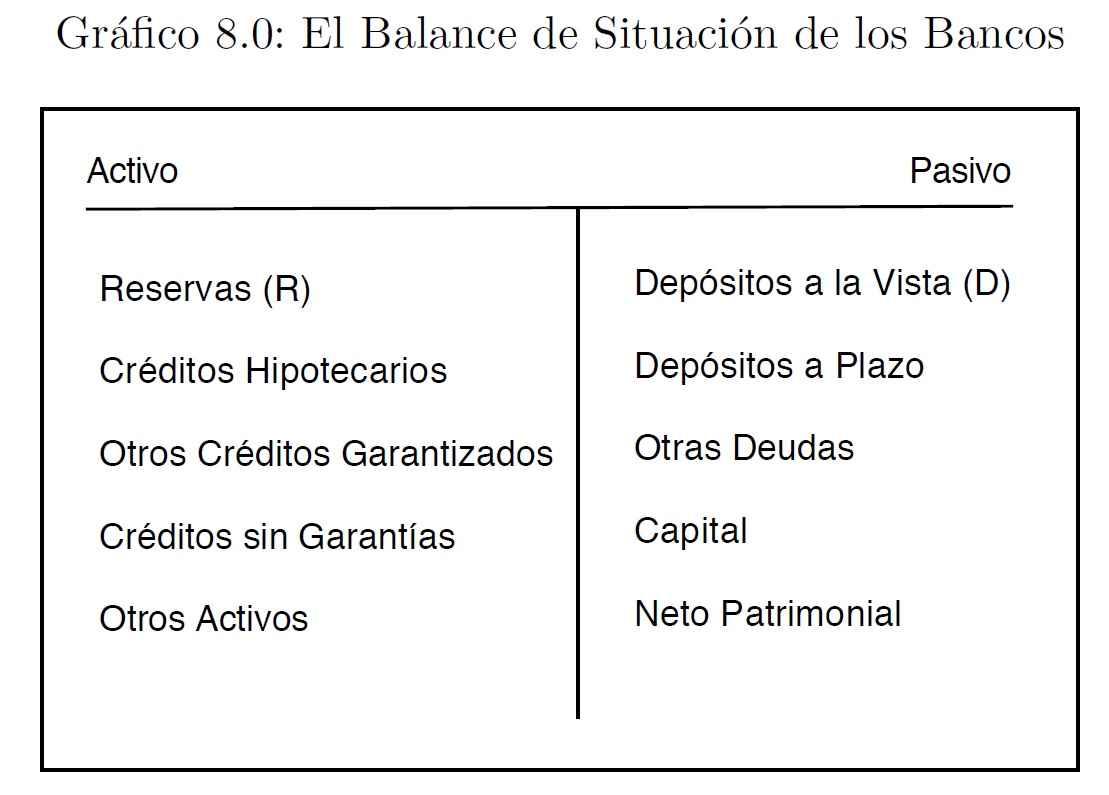 Gráfico 8.0: El Balance de Situación de los Bancos
Activo
Pasivo
Reservas (R)
Créditos Hipotecarios
Otros Créditos Garantizados
Créditos sin Garantías
Otros Activos
Depósitos a la Vista (D)
Depósitos a Plazo
Otras Deudas
Capital
Neto Patrimonial